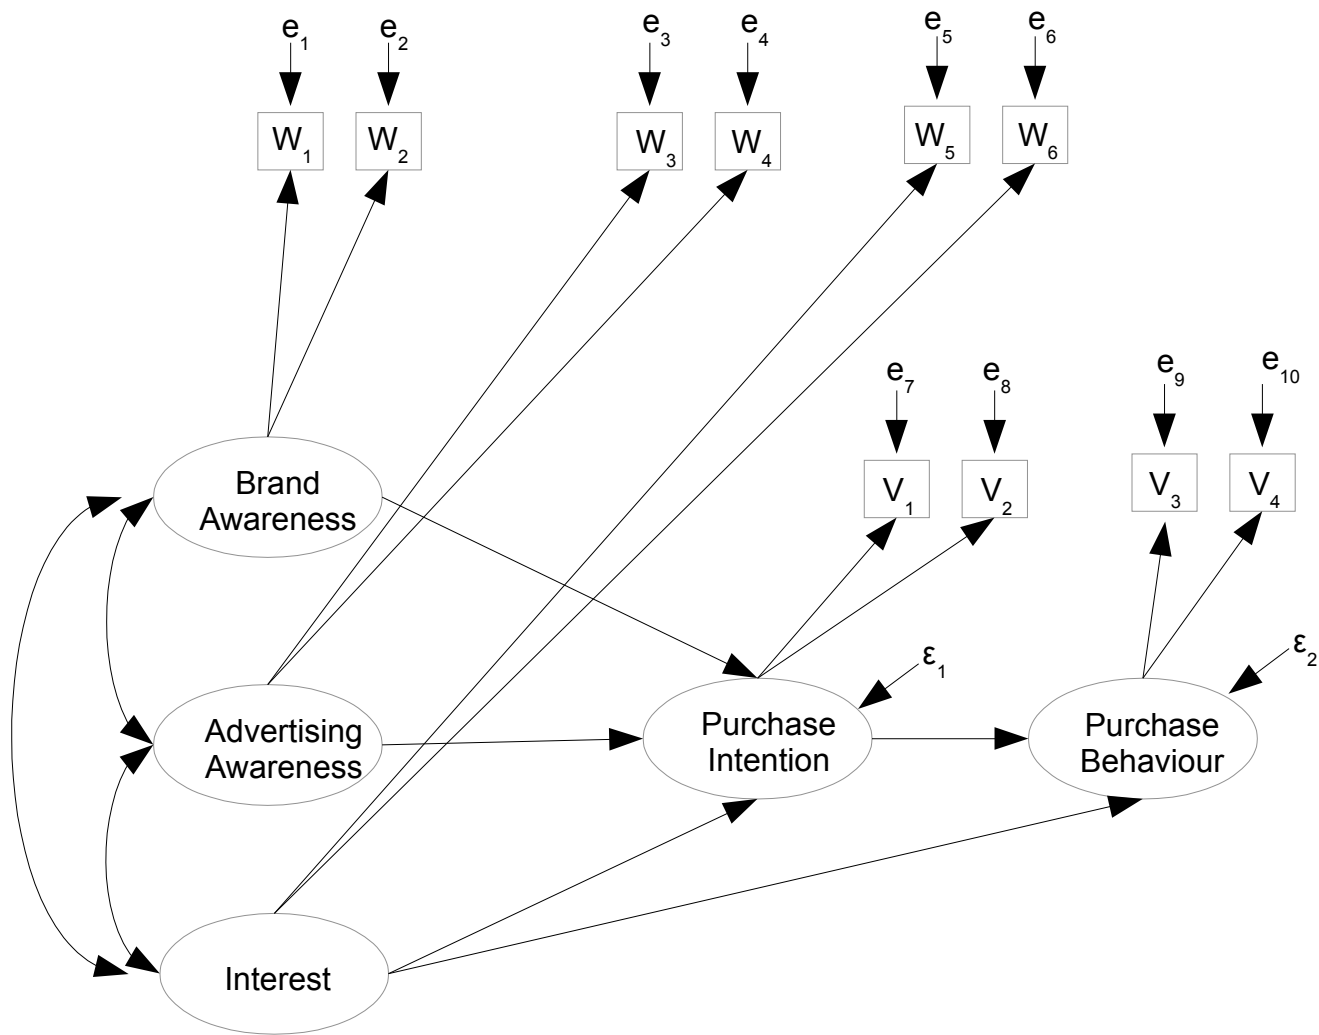 e₁
e₂
e₃
e₄
e₅
e₆
W₁
W₂
W₃
W₄
W₅
W₆
e₇
e₈
e₉
e₁₀
V₁
V₂
V₃
V₄
Brand
Awareness
ε₁
ε₂
Advertising
Awareness
Purchase
Intention
Purchase
Behaviour
Interest